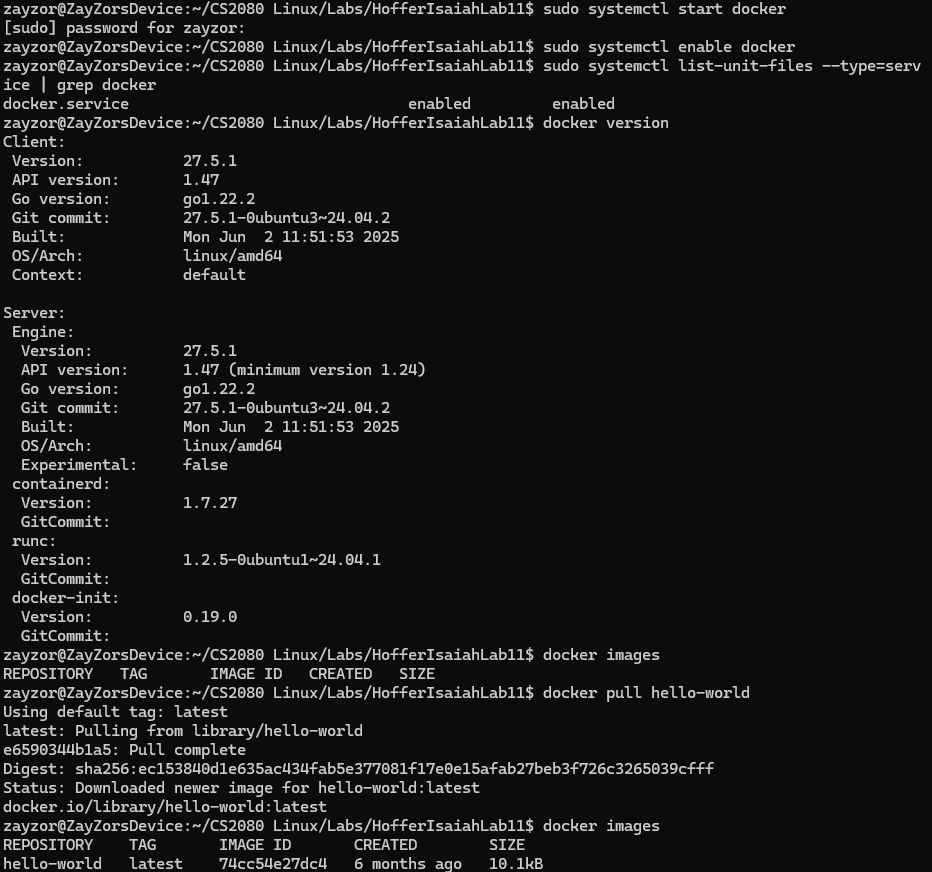 zayzor@ZayZorsDevice:~/CS2080 Linux/Labs/HofferIsaiahLab11$ sudo systemctl start docker
[sudo] password for zayzor:
zayzor@ZayZorsDevice:~/CS2080 Linux/Labs/HofferIsaiahLab11$ sudo systemctl enable docker
zayzor@ZayZorsDevice:~/CS2080 Linux/Labs/HofferIsaiahLab11$ sudo systemctl list-unit-files --type=serv
ice | grep docker
docker.service                               enabled         enabled
zayzor@ZayZorsDevice:~/CS2080 Linux/Labs/HofferIsaiahLab11$ docker version
Client:
 Version:           27.5.1
 API version:       1.47
 Go version:        go1.22.2
 Git commit:        27.5.1-0ubuntu3~24.04.2
 Built:             Mon Jun  2 11:51:53 2025
 OS/Arch:           linux/amd64
 Context:           default

Server:
 Engine:
  Version:          27.5.1
  API version:      1.47 (minimum version 1.24)
  Go version:       go1.22.2
  Git commit:       27.5.1-0ubuntu3~24.04.2
  Built:            Mon Jun  2 11:51:53 2025
  OS/Arch:          linux/amd64
  Experimental:     false
 containerd:
  Version:          1.7.27
  GitCommit:
 runc:
  Version:          1.2.5-0ubuntu1~24.04.1
  GitCommit:
 docker-init:
  Version:          0.19.0
  GitCommit:
zayzor@ZayZorsDevice:~/CS2080 Linux/Labs/HofferIsaiahLab11$ docker images
REPOSITORY   TAG       IMAGE ID   CREATED   SIZE
zayzor@ZayZorsDevice:~/CS2080 Linux/Labs/HofferIsaiahLab11$ docker pull hello-world
Using default tag: latest
latest: Pulling from library/hello-world
e6590344b1a5: Pull complete
Digest: sha256:ec153840d1e635ac434fab5e377081f17e0e15afab27beb3f726c3265039cfff
Status: Downloaded newer image for hello-world:latest
docker.io/library/hello-world:latest
zayzor@ZayZorsDevice:~/CS2080 Linux/Labs/HofferIsaiahLab11$ docker images
REPOSITORY    TAG       IMAGE ID       CREATED        SIZE
hello-world   latest    74cc54e27dc4   6 months ago   10.1kB